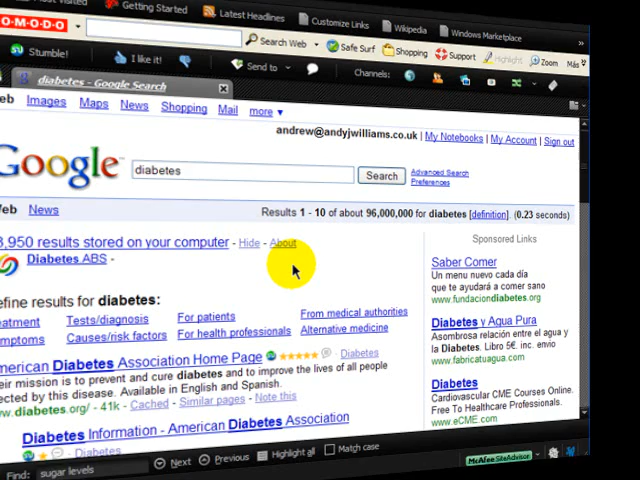 Getting Started
Latest Headlines
Customize Links
Wikipedia
Windows Marketplace
»
O-M-O-D-O
Search Web
Safe Surf
Shopping
Support
Highlight
Zoom
Más
Stumble!
I like it!
Send to
Channels:
diabetes - Google Search
eb Images Maps News Shopping Mail more ▼
andrew@andyjwilliams.co.uk | My Notebooks | My Account | Sign out
Google
diabetes
Search
Advanced Search
Preferences
Web News
Results 1 - 10 of about 96,000,000 for diabetes [definition]. (0.23 seconds)
3,950 results stored on your computer - Hide - About
Diabetes ABS -
efine results for diabetes:
eatment
Tests/diagnosis
For patients
From medical authorities
mptoms
Causes/risk factors
For health professionals
Alternative medicine
merican Diabetes Association Home Page
Diabetes
eir mission is to prevent and cure diabetes and to improve the lives of all people
ected by this disease. Available in English and Spanish.
ww.diabetes.org/ - 41k - Cached - Similar pages - Note this
Diabetes Information - American Diabetes Association
Diabetes
Sponsored Links
Saber Comer
Un menu nuevo cada día
que te ayudará a comer sano
www.fundaciondiabetes.org
Diabetes y Agua Pura
Asombrosa relación entre el agua y
la Diabetes. Libro 5€. inc. envio
www.fabricatuagua.com
Diabetes
Cardiovascular CME Courses Online.
Free To Healthcare Professionals.
www.eCME.com
McAfee SiteAdvisor
Find: sugar levels
Next
Previous
Highlight all
Match case